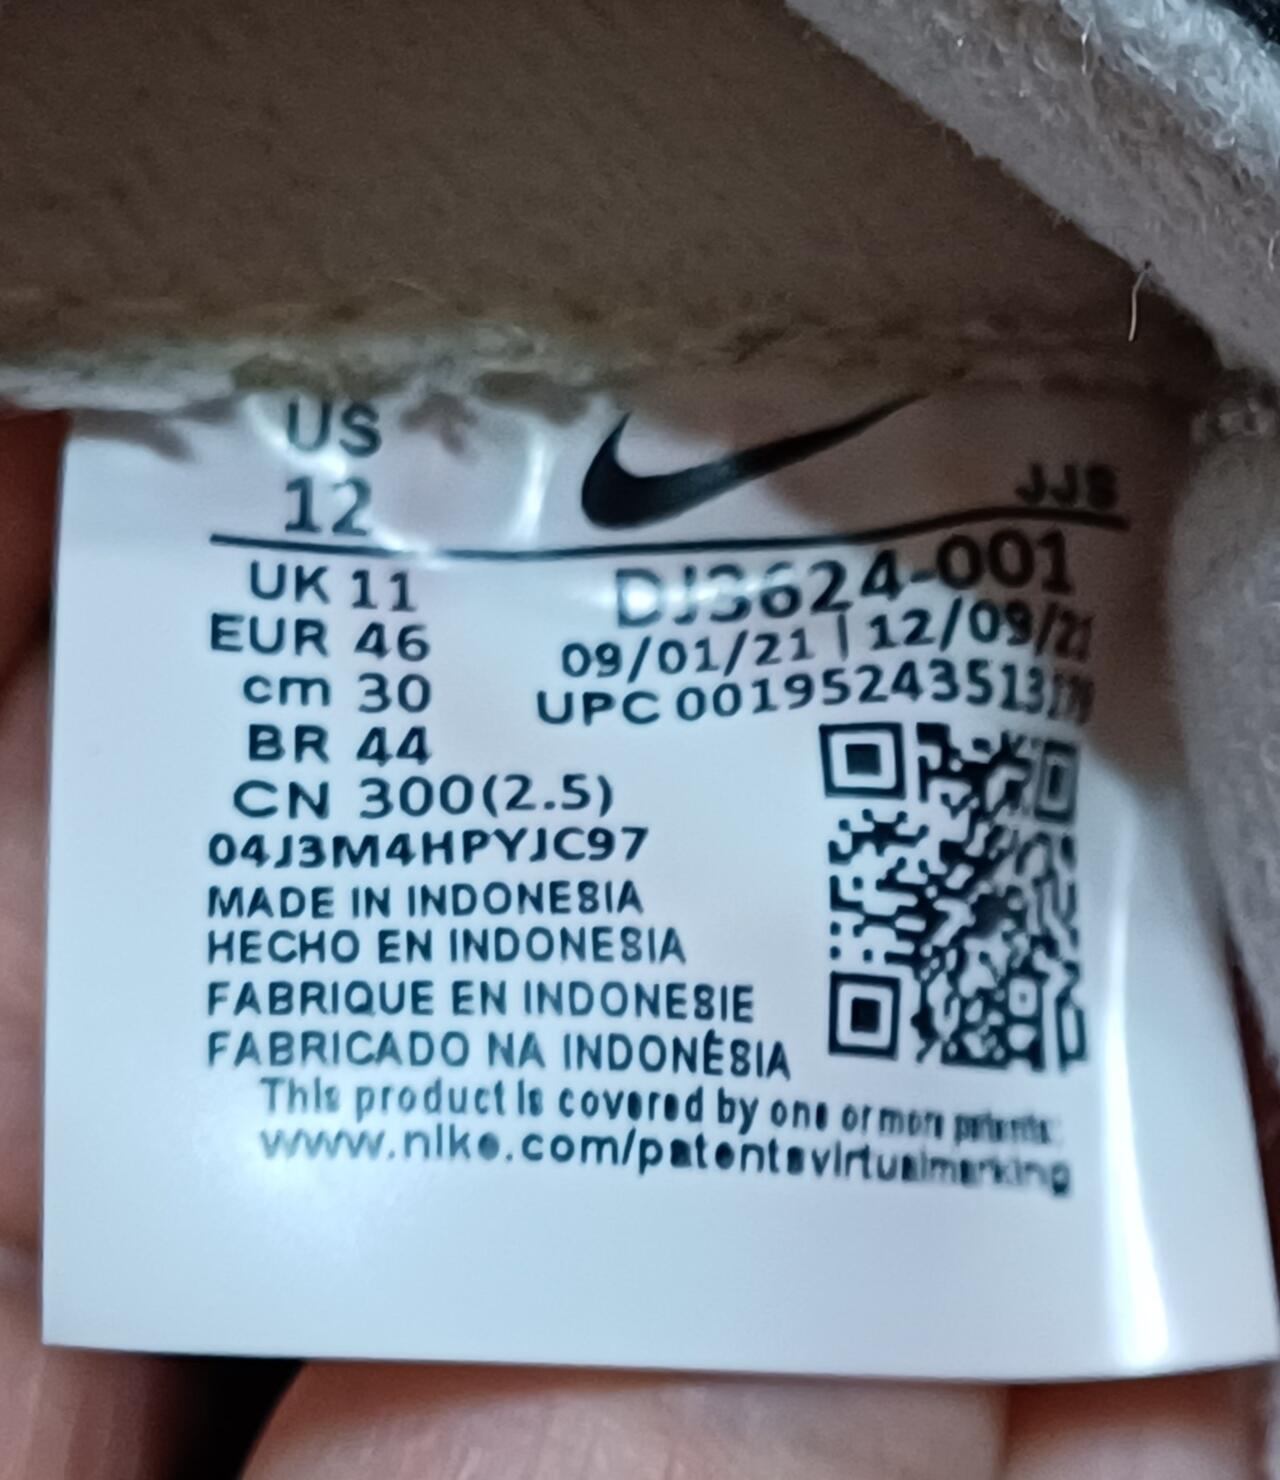 US
12
JJS
UK 11
EUR 46
cm 30
BR 44
CN 300(2.5)
DJ3624-001
09/01/21 | 12/09/21
UPC
04J3M4HPYJC97
MADE IN INDONESIA
HECHO EN INDONESIA
FABRIQUE EN INDONESIE
FABRICADO NA INDONÉSIA
This product is covered by one or more patents.
www.nike.com/patentsvirtualmarking